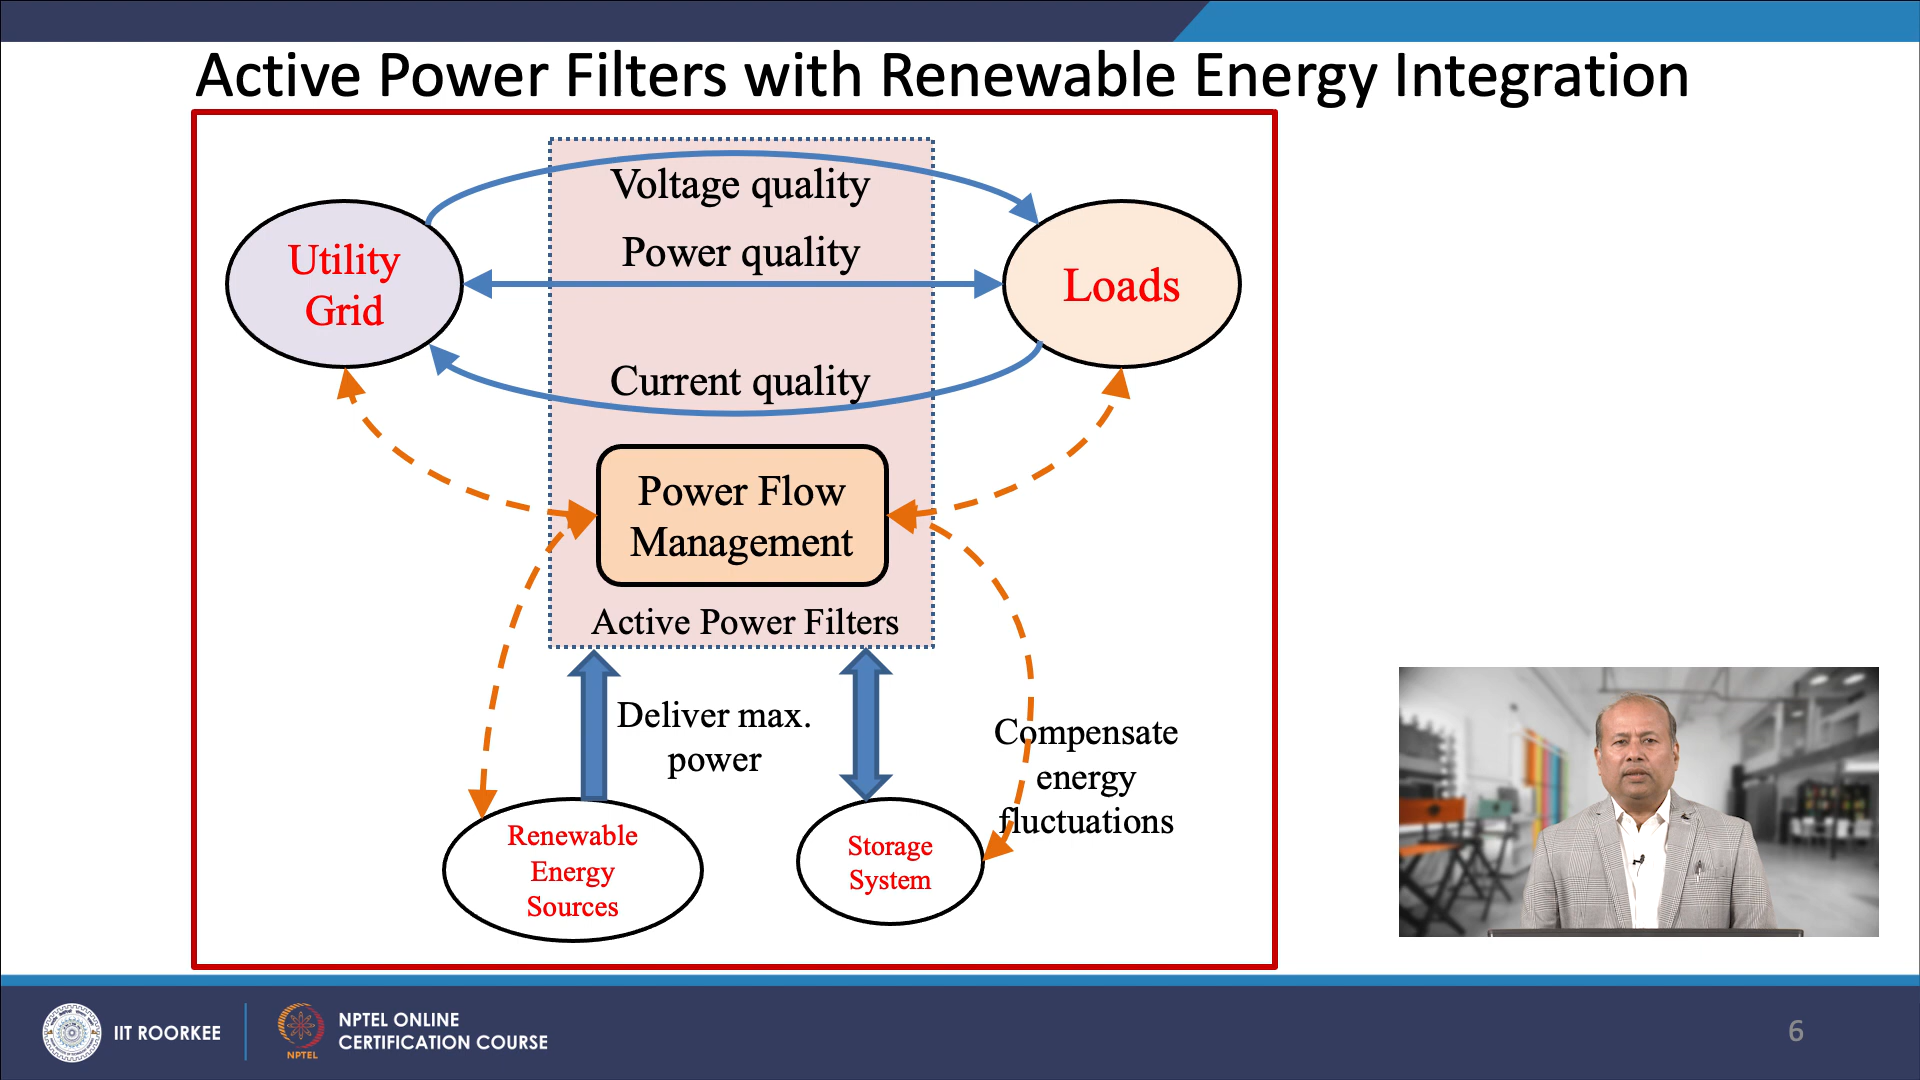 Active Power Filters with Renewable Energy Integration
Voltage quality
Power quality
Utility
Grid
Loads
Current quality
Power Flow
Management
Active Power Filters
Deliver max.
power
Compensate
energy
fluctuations
Renewable
Energy
Sources
Storage
System
IIT ROORKEE
NPTEL
NPTEL ONLINE
CERTIFICATION COURSE
6